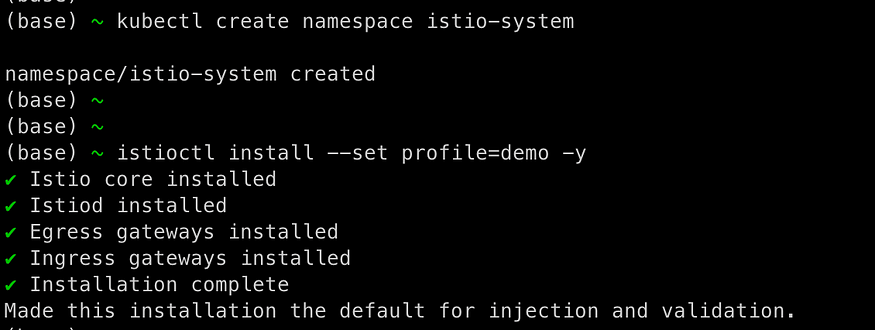 (base) ~ kubectl create namespace istio-system
namespace/istio-system created
(base) ~
(base) ~
(base) ~ istioctl install --set profile=demo -y
✔ Istio core installed
✔ Istiod installed
✔ Egress gateways installed
✔ Ingress gateways installed
✔ Installation complete
Made this installation the default for injection and validation.